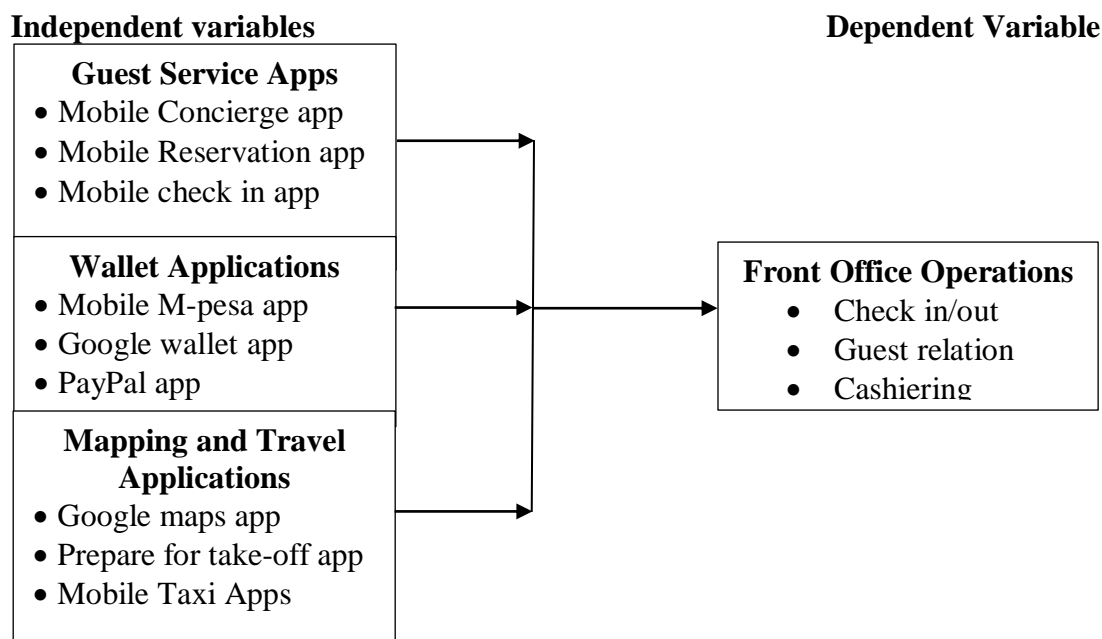 Independent variables
Dependent Variable
Guest Service Apps
• Mobile Concierge app
• Mobile Reservation app
• Mobile check in app
Wallet Applications
• Mobile M-pesa app
• Google wallet app
• PayPal app
Mapping and Travel
Applications
• Google maps app
• Prepare for take-off app
• Mobile Taxi Apps
Front Office Operations
• Check in/out
• Guest relation
• Cashiering